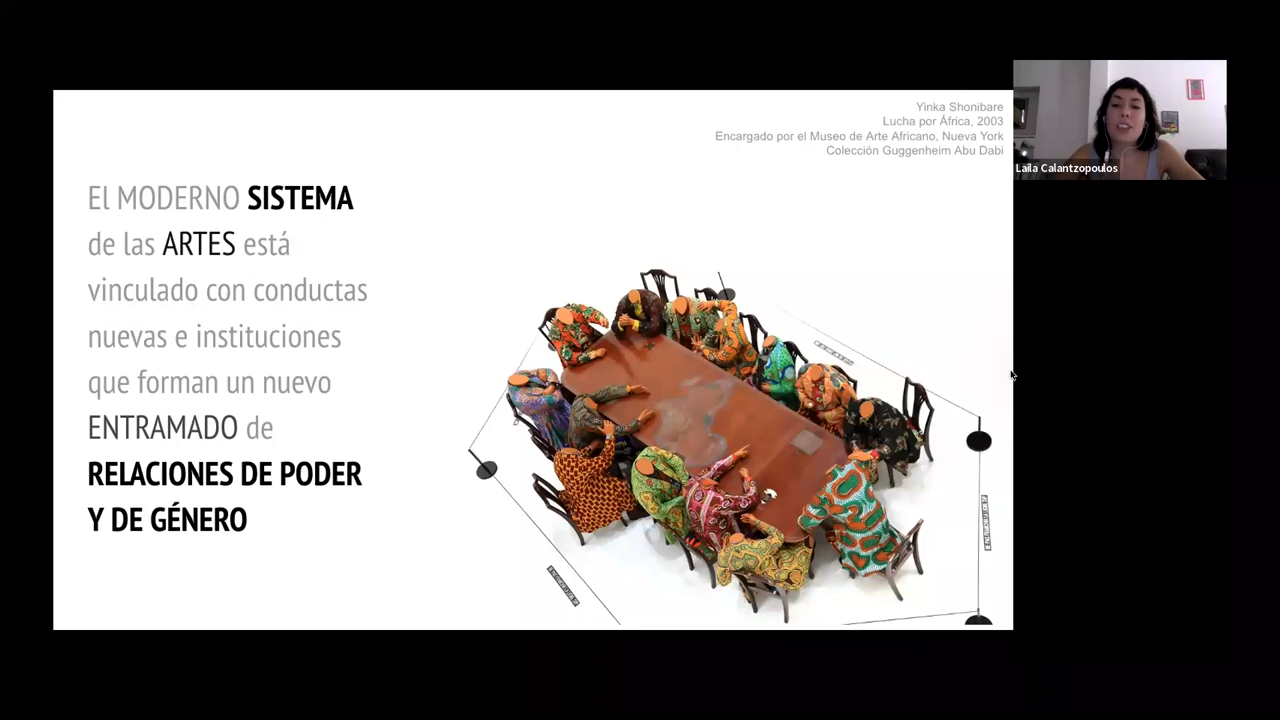 Yinka Shonibare
Lucha por África, 2003
Encargado por el Museo de Arte Africano, Nueva York
Colección Guggenheim Abu Dabi
El MODERNO SISTEMA
de las ARTES está
vinculado con conductas
nuevas e instituciones
que forman un nuevo
ENTRAMADO de
RELACIONES DE PODER
Y DE GÉNERO
Laila Calantzopoulos